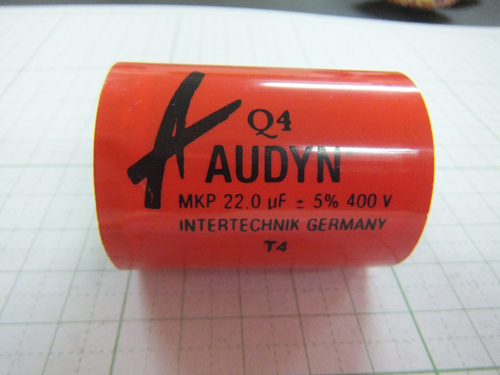 Q4
AUDYN
MKP 22.0 µF ± 5% 400 V
INTERTECHNIK GERMANY
T4